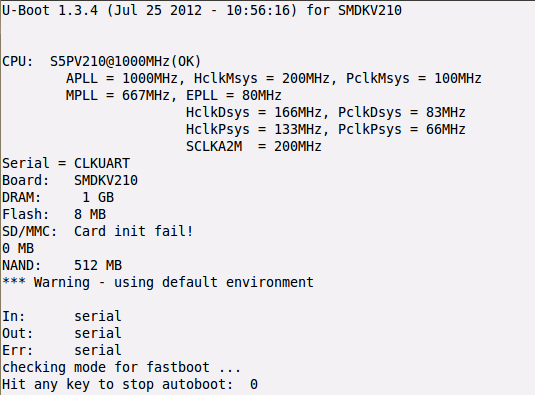 U-Boot 1.3.4 (Jul 25 2012 - 10:56:16) for SMDKV210
CPU:  S5PV210@1000MHz(OK)
        APLL = 1000MHz, HclkMsys = 200MHz, PclkMsys = 100MHz
        MPLL = 667MHz, EPLL = 80MHz
                       HclkDsys = 166MHz, PclkDsys = 83MHz
                       HclkPsys = 133MHz, PclkPsys = 66MHz
                       SCLKA2M  = 200MHz
Serial = CLKUART
Board:   SMDKV210
DRAM:     1 GB
Flash:   8 MB
SD/MMC:  Card init fail!
0 MB
NAND:    512 MB
*** Warning - using default environment
In:      serial
Out:     serial
Err:     serial
checking mode for fastboot ...
Hit any key to stop autoboot:  0